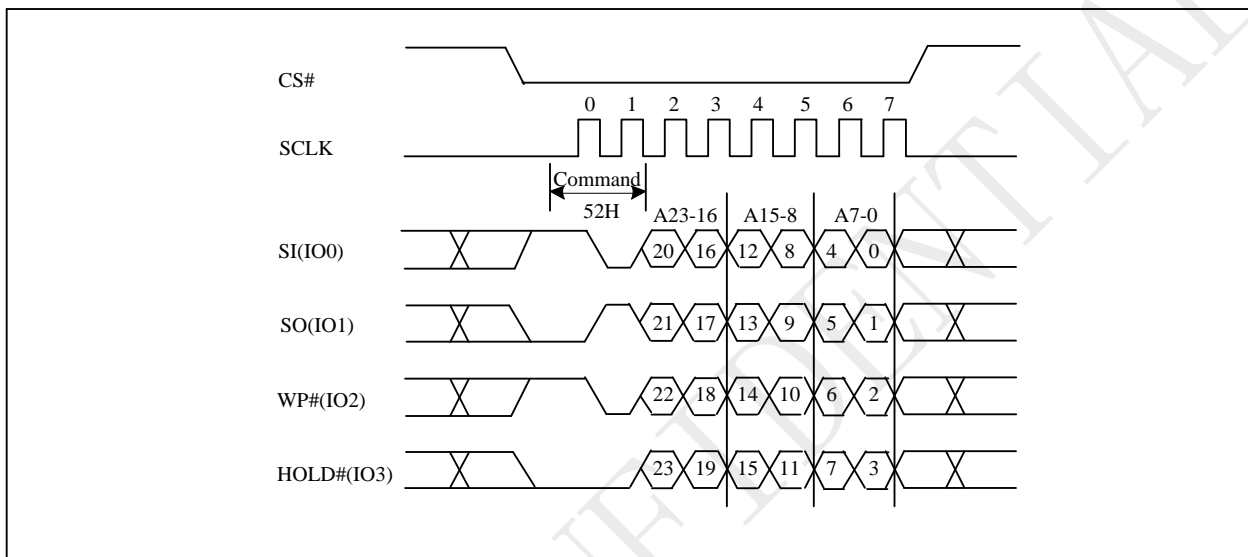 CS#
0 1 2 3 4 5 6 7
SCLK
Command
52H
A23-16 A15-8 A7-0
SI(IO0)
20 16 12 8 4 0
SO(IO1)
21 17 13 9 5 1
WP#(IO2)
22 18 14 10 6 2
HOLD#(IO3)
23 19 15 11 7 3
FIDENTIAL